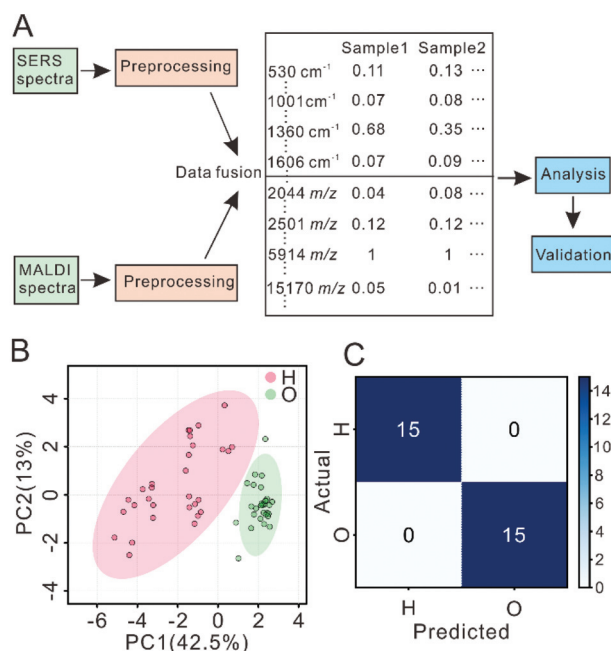 A
SERS
spectra
Preprocessing
Data fusion
MALDI
spectra
Preprocessing
Sample1 Sample2
530 cm⁻¹ 0.11 0.13 ···
1001cm⁻¹ 0.07 0.08 ···
1360 cm⁻¹ 0.68 0.35 ···
1606 cm⁻¹ 0.07 0.09 ···
2044 m/z 0.04 0.08 ···
2501 m/z 0.12 0.12 ···
5914 m/z 1 1 ···
15170 m/z 0.05 0.01 ···
Analysis
Validation
B
H
O
4
2
0
-2
-4
PC2(13%)
-6 -4 -2 0 2 4
PC1(42.5%)
C
Actual
H
O
15 0
0 15
H O
Predicted
14
12
10
8
6
4
2
0